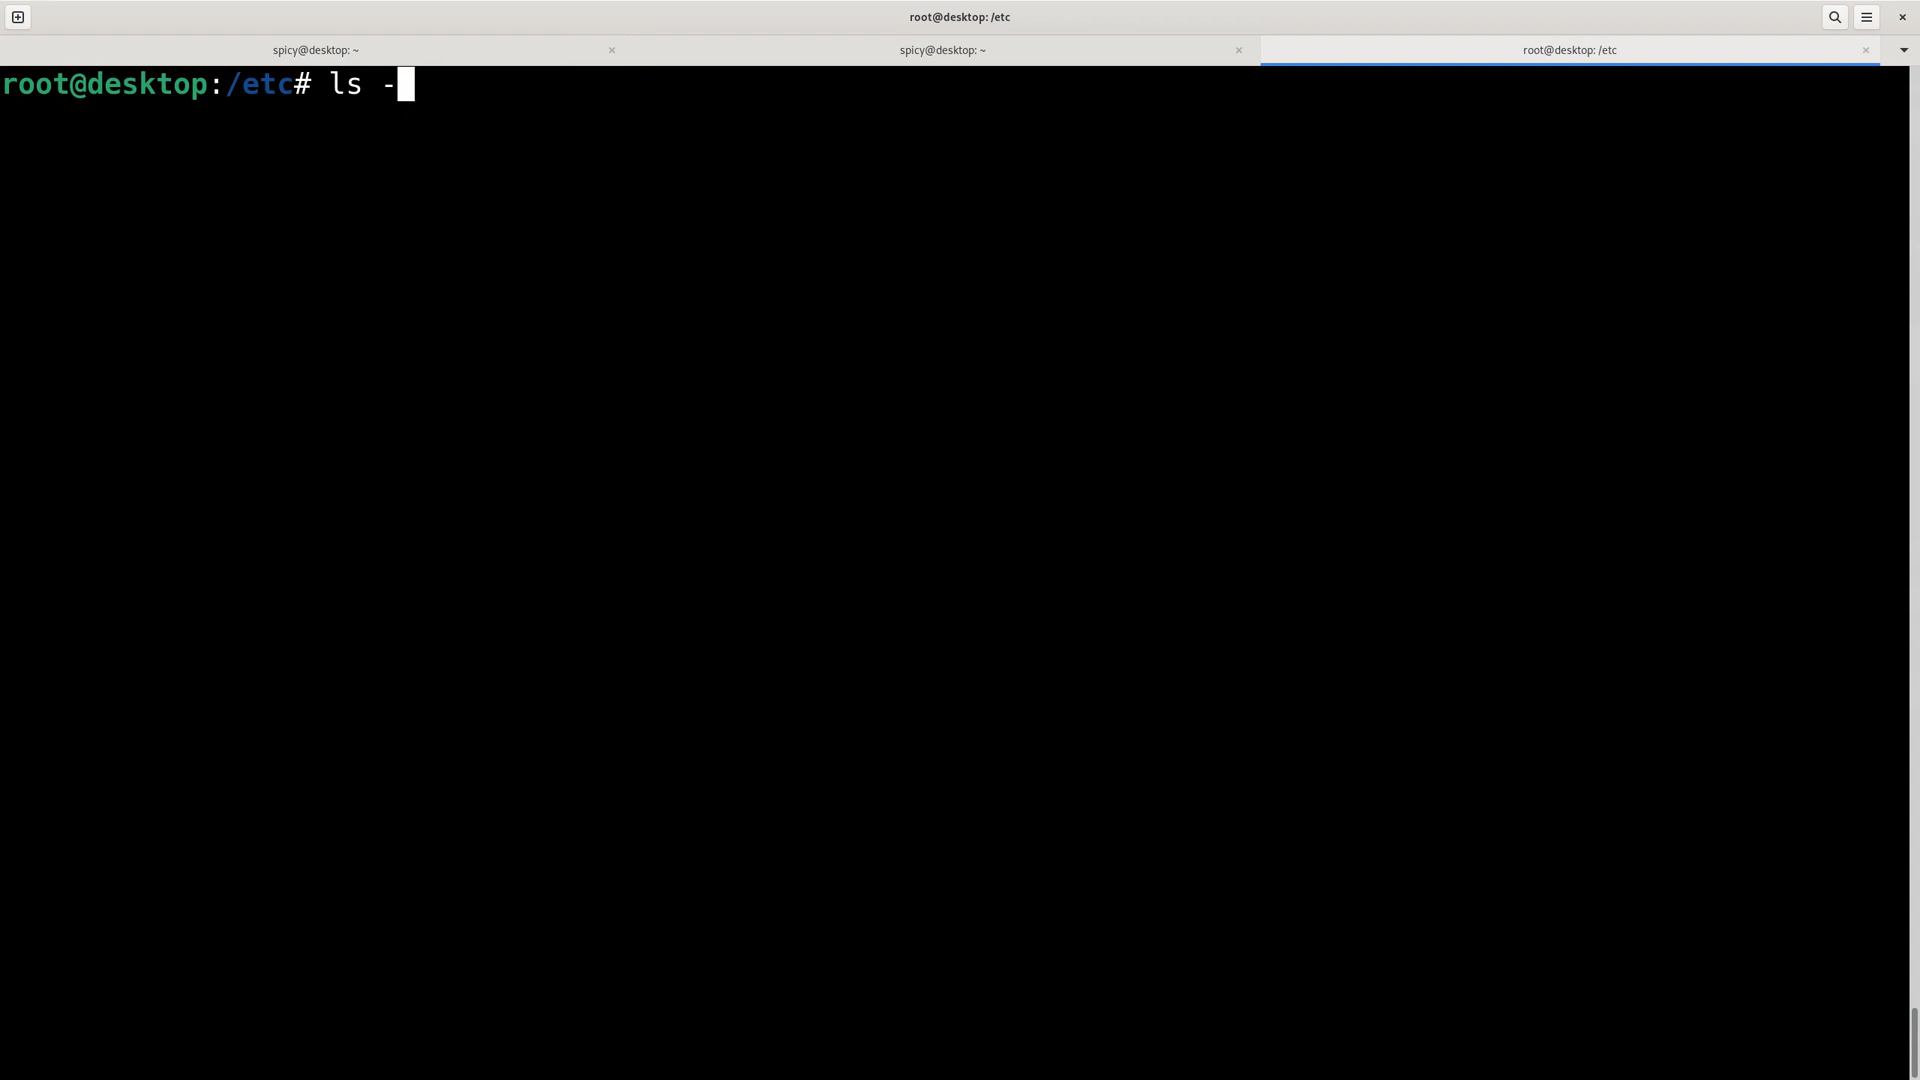 root@desktop: /etc
spicy@desktop: ~
spicy@desktop: ~
root@desktop: /etc
root@desktop:/etc# ls -